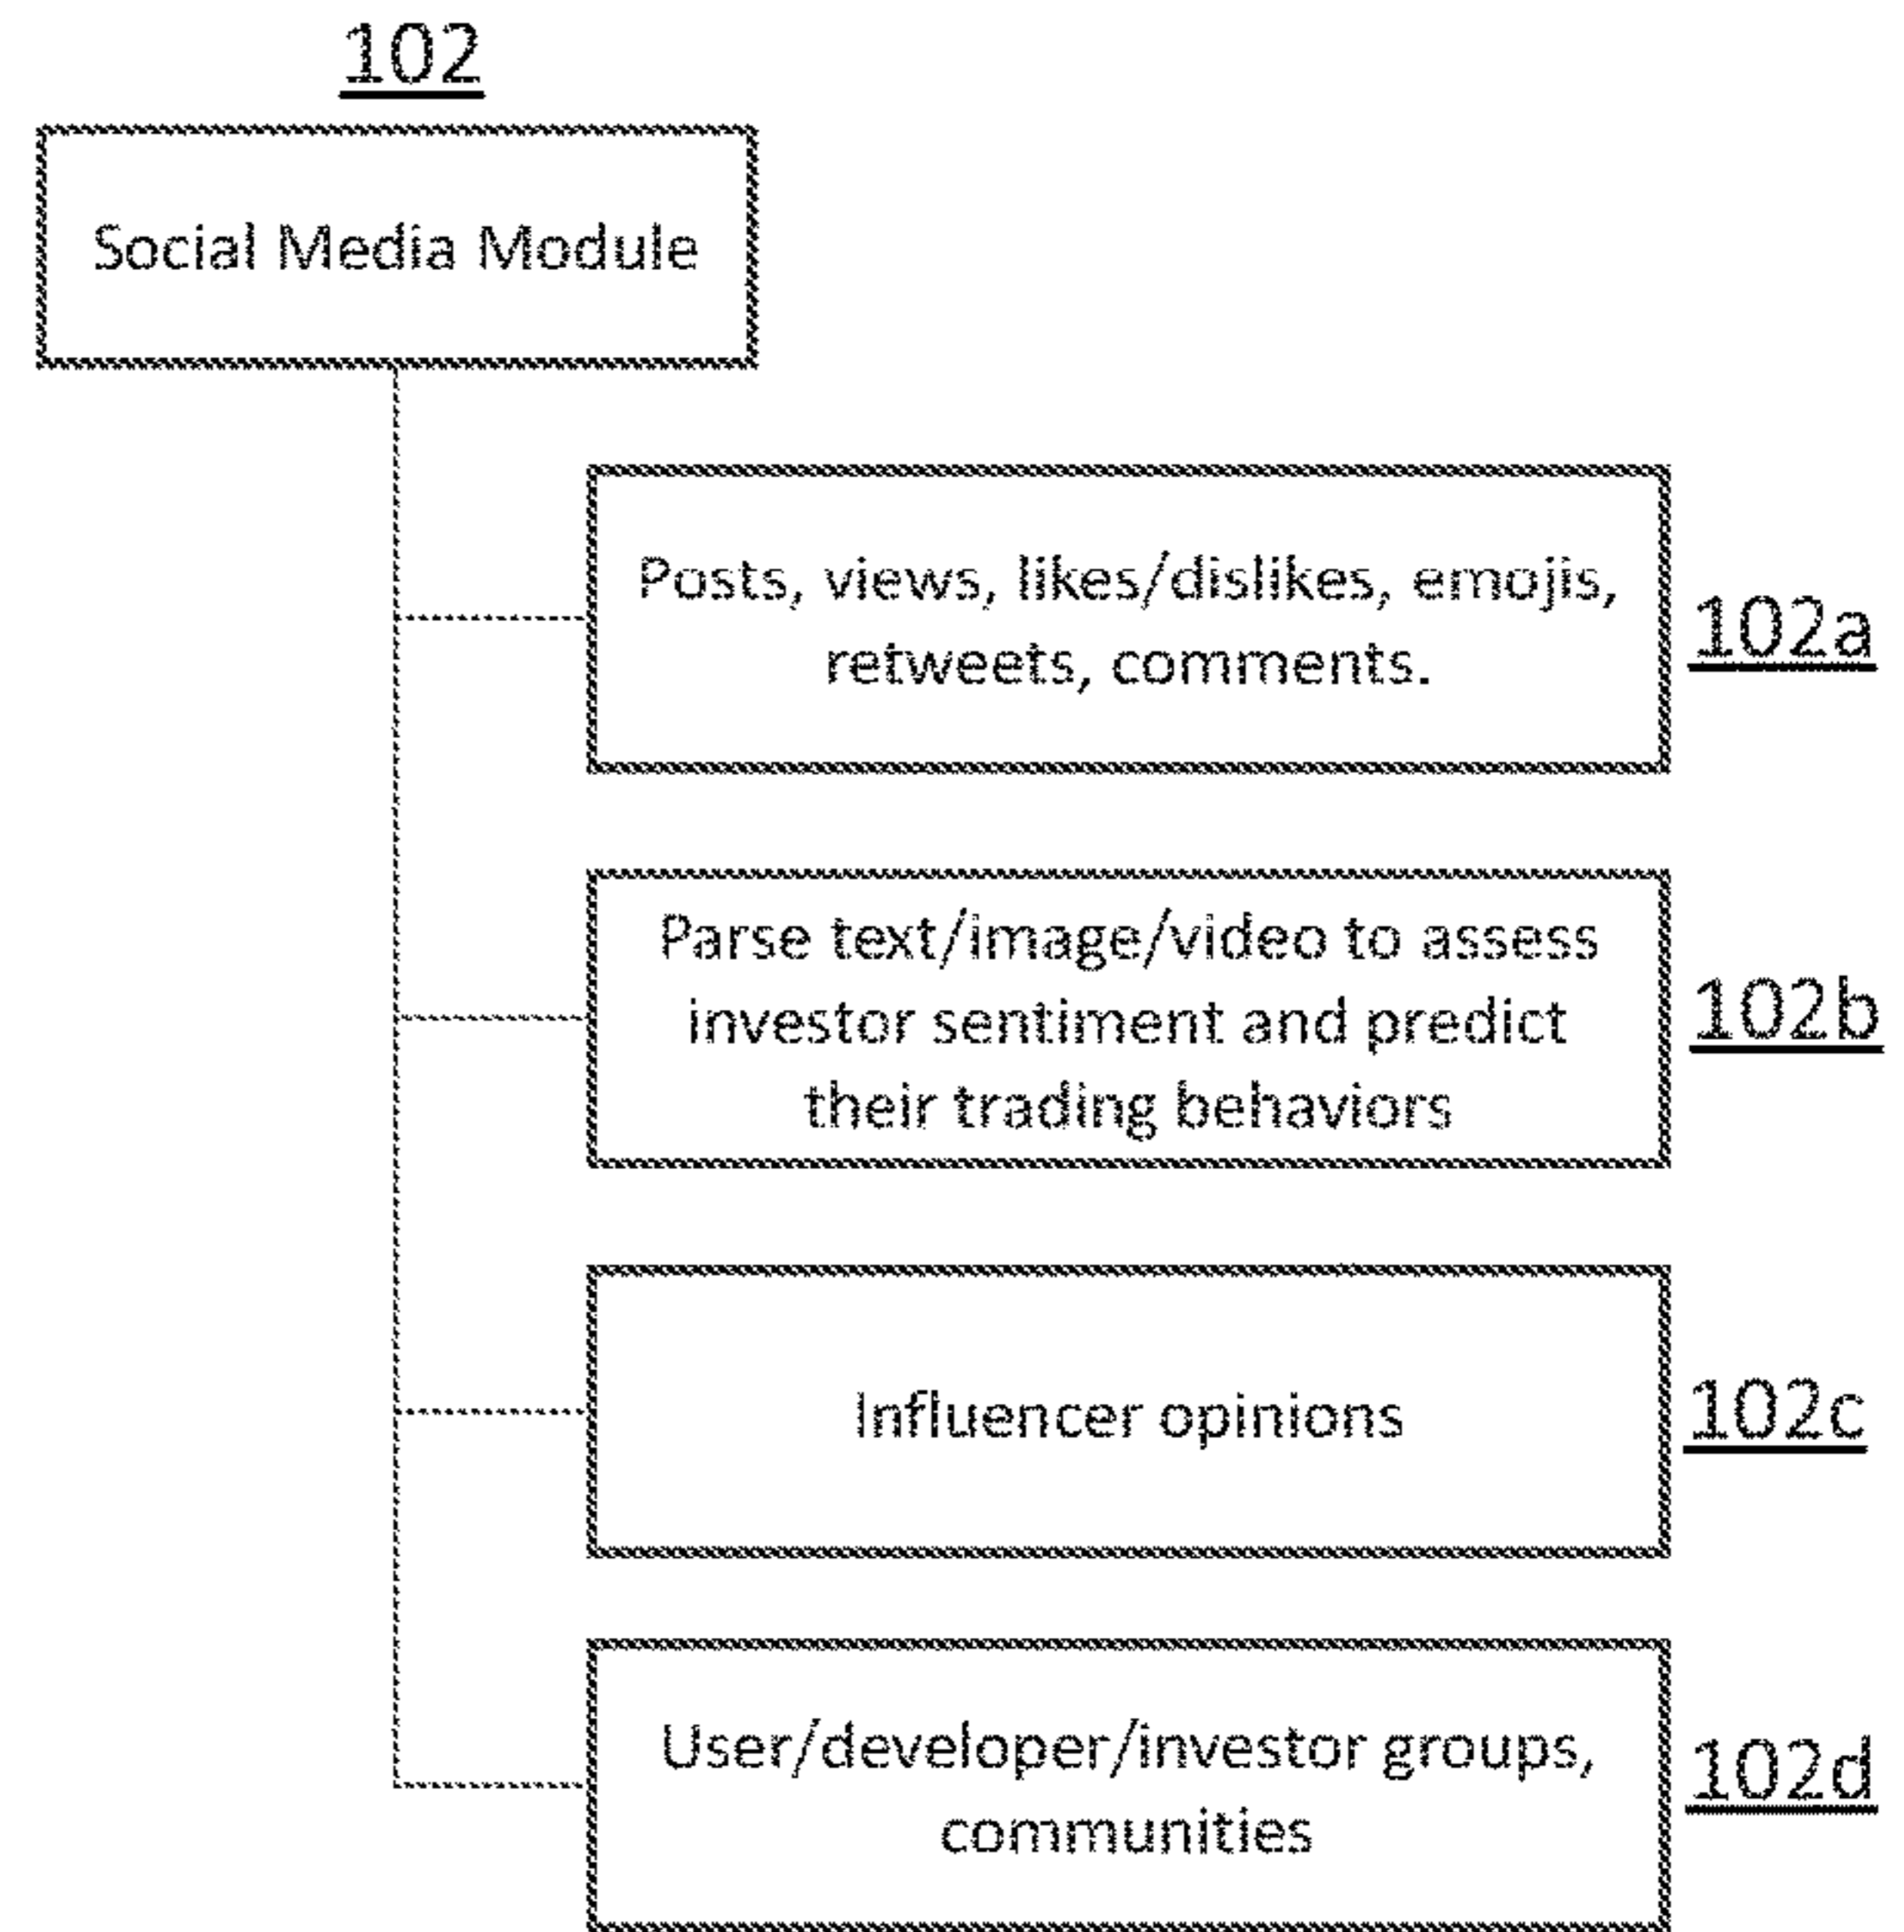 102
Social Media Module
Posts, views, likes/dislikes, emojis,
retweets, comments.
102a
Parse text/image/video to assess
investor sentiment and predict
their trading behaviors
102b
Influencer opinions
102c
User/developer/investor groups,
communities
102d